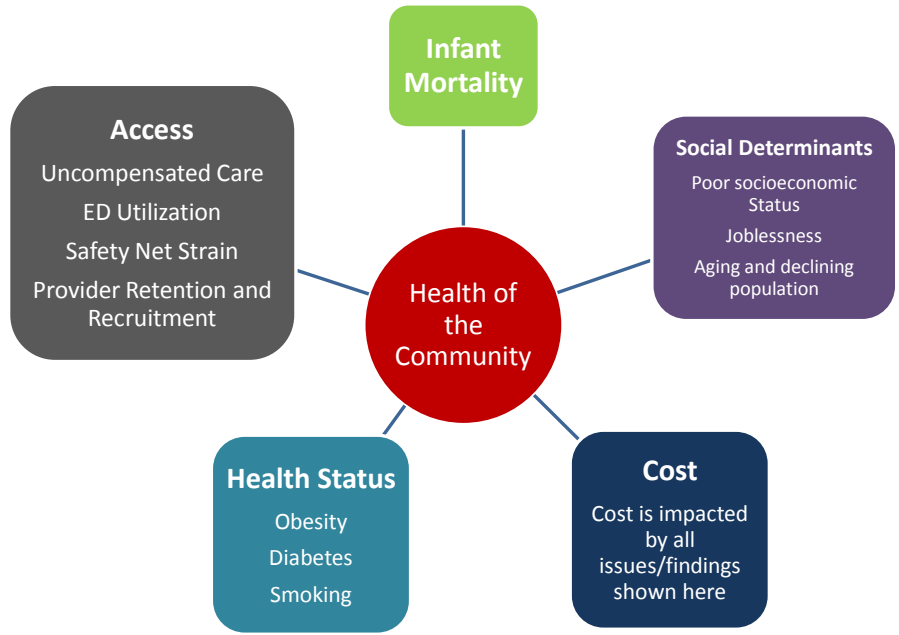 Infant
Mortality
Access
Uncompensated Care
ED Utilization
Safety Net Strain
Provider Retention and
Recruitment
Social Determinants
Poor socioeconomic
Status
Joblessness
Aging and declining
population
Health of
the
Community
Health Status
Obesity
Diabetes
Smoking
Cost
Cost is impacted
by all
issues/findings
shown here